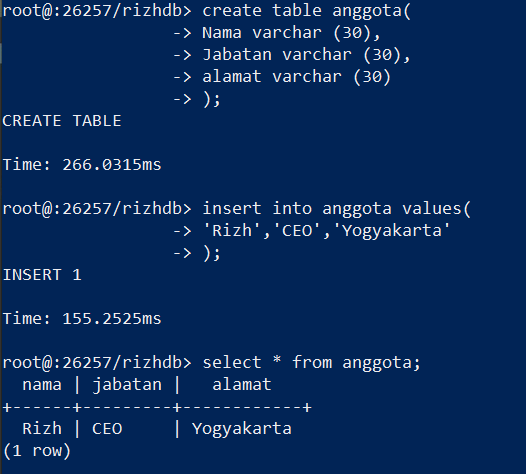 root@:26257/rizhdb> create table anggota(
                 -> Nama varchar (30),
                 -> Jabatan varchar (30),
                 -> alamat varchar (30)
                 -> );
CREATE TABLE

Time: 266.0315ms

root@:26257/rizhdb> insert into anggota values(
                 -> 'Rizh','CEO','Yogyakarta'
                 -> );
INSERT 1

Time: 155.2525ms

root@:26257/rizhdb> select * from anggota;
  nama | jabatan |   alamat
+------+---------+------------+
  Rizh | CEO     | Yogyakarta
(1 row)